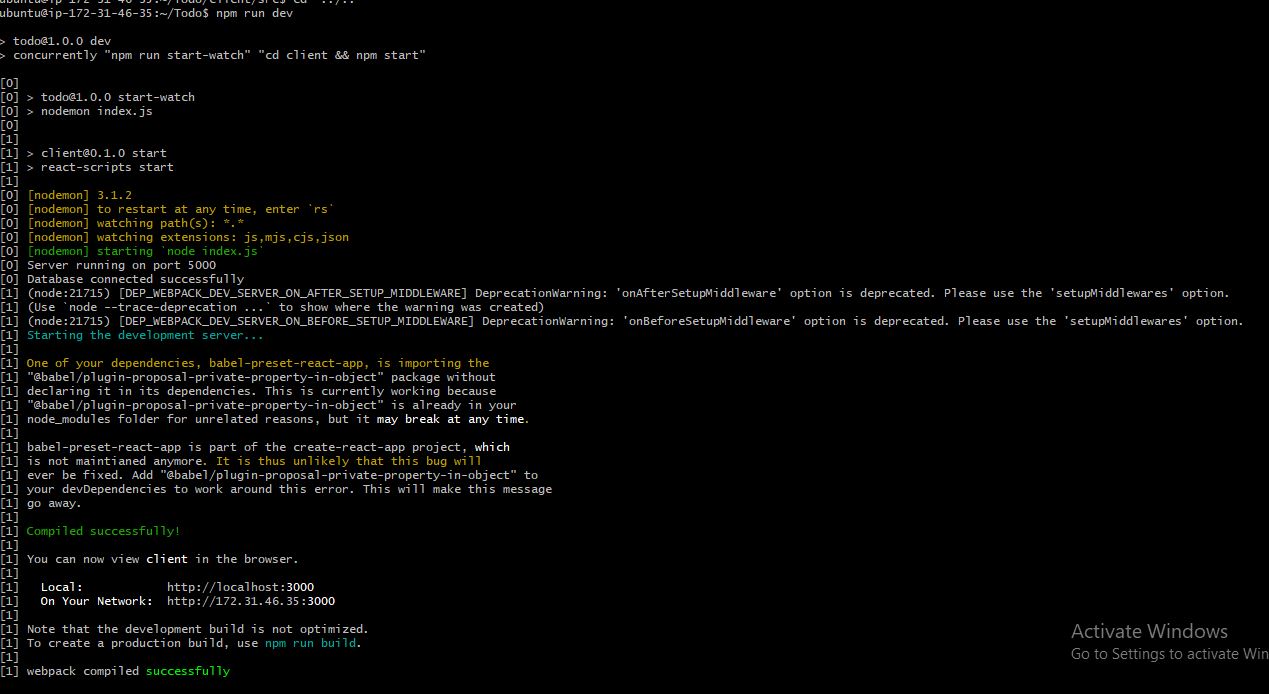 ubuntu@ip-172-31-46-35:~/Todo/client/src$ cd ../..
ubuntu@ip-172-31-46-35:~/Todo$ npm run dev
> todo@1.0.0 dev
> concurrently "npm run start-watch" "cd client && npm start"
[0]
[0] > todo@1.0.0 start-watch
[0] > nodemon index.js
[0]
[1]
[1] > client@0.1.0 start
[1] > react-scripts start
[1]
[0] [nodemon] 3.1.2
[0] [nodemon] to restart at any time, enter `rs`
[0] [nodemon] watching path(s): *.*
[0] [nodemon] watching extensions: js,mjs,cjs,json
[0] [nodemon] starting `node index.js`
[0] Server running on port 5000
[0] Database connected successfully
[1] (node:21715) [DEP_WEBPACK_DEV_SERVER_ON_AFTER_SETUP_MIDDLEWARE] DeprecationWarning: 'onAfterSetupMiddleware' option is deprecated. Please use the 'setupMiddlewares' option.
[1] (Use `node --trace-deprecation ...` to show where the warning was created)
[1] (node:21715) [DEP_WEBPACK_DEV_SERVER_ON_BEFORE_SETUP_MIDDLEWARE] DeprecationWarning: 'onBeforeSetupMiddleware' option is deprecated. Please use the 'setupMiddlewares' option.
[1] Starting the development server...
[1]
[1] One of your dependencies, babel-preset-react-app, is importing the
[1] "@babel/plugin-proposal-private-property-in-object" package without
[1] declaring it in its dependencies. This is currently working because
[1] "@babel/plugin-proposal-private-property-in-object" is already in your
[1] node_modules folder for unrelated reasons, but it may break at any time.
[1]
[1] babel-preset-react-app is part of the create-react-app project, which
[1] is not maintianed anymore. It is thus unlikely that this bug will
[1] ever be fixed. Add "@babel/plugin-proposal-private-property-in-object" to
[1] your devDependencies to work around this error. This will make this message
[1] go away.
[1]
[1] Compiled successfully!
[1]
[1] You can now view client in the browser.
[1]
[1] Local: http://localhost:3000
[1] On Your Network: http://172.31.46.35:3000
[1]
[1] Note that the development build is not optimized.
[1] To create a production build, use npm run build.
[1]
[1] webpack compiled successfully
Activate Windows
Go to Settings to activate Win